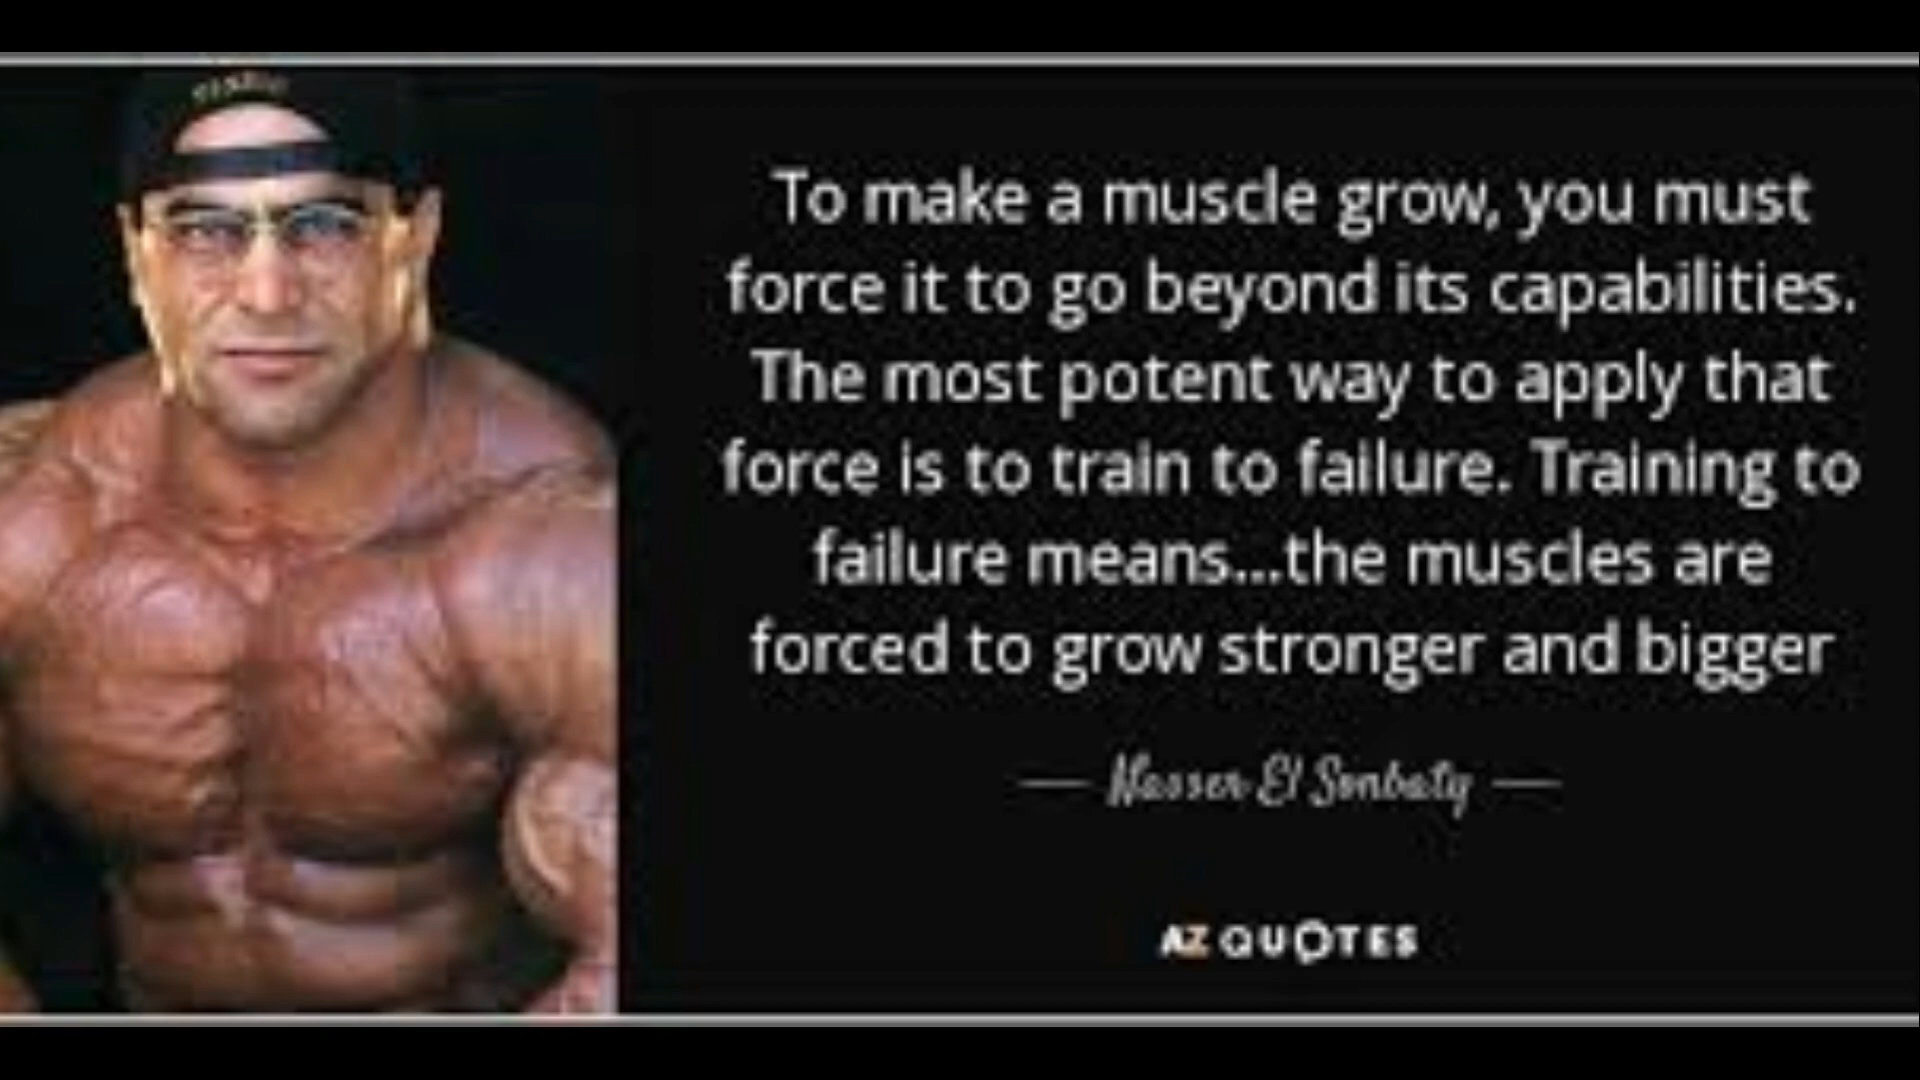 To make a muscle grow, you must
force it to go beyond its capabilities.
The most potent way to apply that
force is to train to failure. Training to
failure means...the muscles are
forced to grow stronger and bigger
— Nasser El Sonbaty —
AZ QUOTES